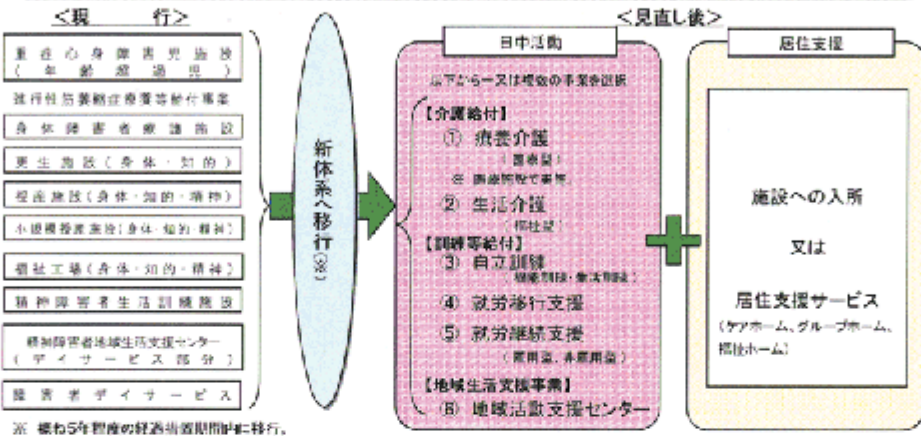 <現　　行>
重症心身障害児施設
(年齢超過児)
進行性筋萎縮症療養等給付事業
身体障害者療護施設
更生施設(身体・知的)
授産施設(身体・知的・精神)
小規模授産施設(身体・知的・精神)
福祉工場(身体・知的・精神)
精神障害者生活訓練施設
精神障害者地域生活支援センター
(デイサービス部分)
障害者デイサービス
※ 概ね5年程度の経過措置期間内に移行。
新体系へ移行(※)
<見直し後>
日中活動
以下から一又は複数の事業を選択
【介護給付】
① 療養介護
(医療型)
※ 医療施設で実施。
② 生活介護
(福祉型)
【訓練等給付】
③ 自立訓練
(機能訓練・生活訓練)
④ 就労移行支援
⑤ 就労継続支援
(雇用型、非雇用型)
【地域生活支援事業】
⑥ 地域活動支援センター
居住支援
施設への入所
又は
居住支援サービス
(ケアホーム、グループホーム、
福祉ホーム)